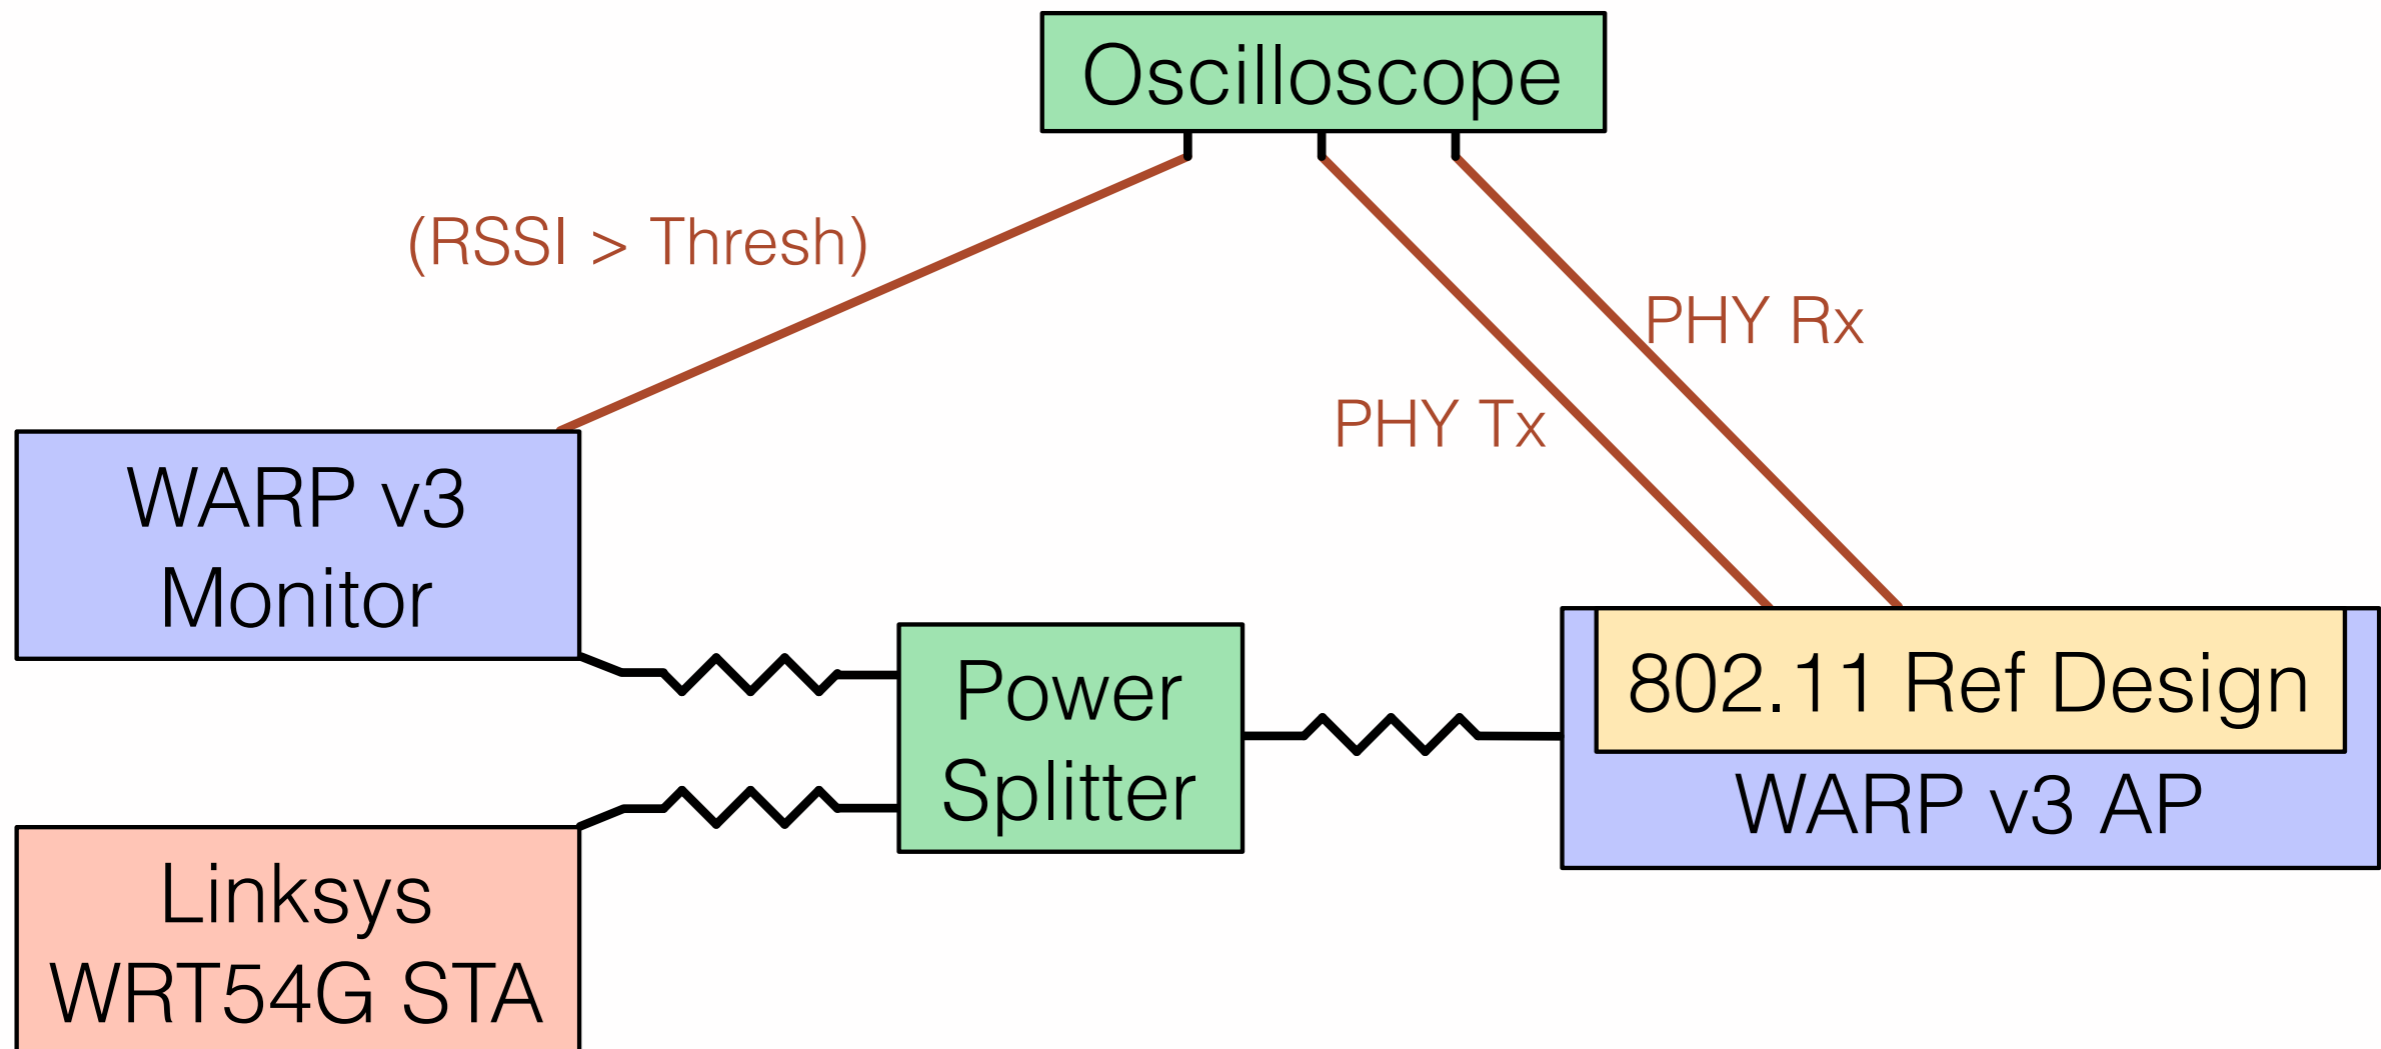 Oscilloscope
(RSSI > Thresh)
PHY Rx
PHY Tx
WARP v3
Monitor
Power
Splitter
802.11 Ref Design
WARP v3 AP
Linksys
WRT54G STA